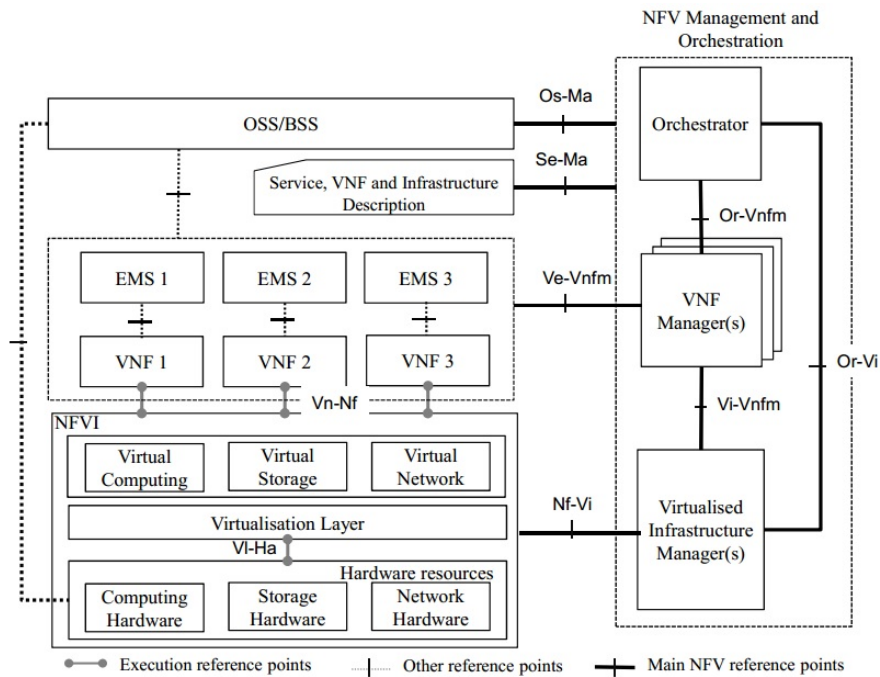 NFV Management and
Orchestration
Os-Ma
OSS/BSS
Orchestrator
Se-Ma
Service, VNF and Infrastructure
Description
Or-Vnfm
EMS 1
EMS 2
EMS 3
Ve-Vnfm
VNF
Manager(s)
VNF 1
VNF 2
VNF 3
Or-Vi
Vn-Nf
Vi-Vnfm
NFVI
Virtual
Computing
Virtual
Storage
Virtual
Network
Nf-Vi
Virtualised
Infrastructure
Manager(s)
Virtualisation Layer
Vl-Ha
Hardware resources
Computing
Hardware
Storage
Hardware
Network
Hardware
Execution reference points
Other reference points
Main NFV reference points